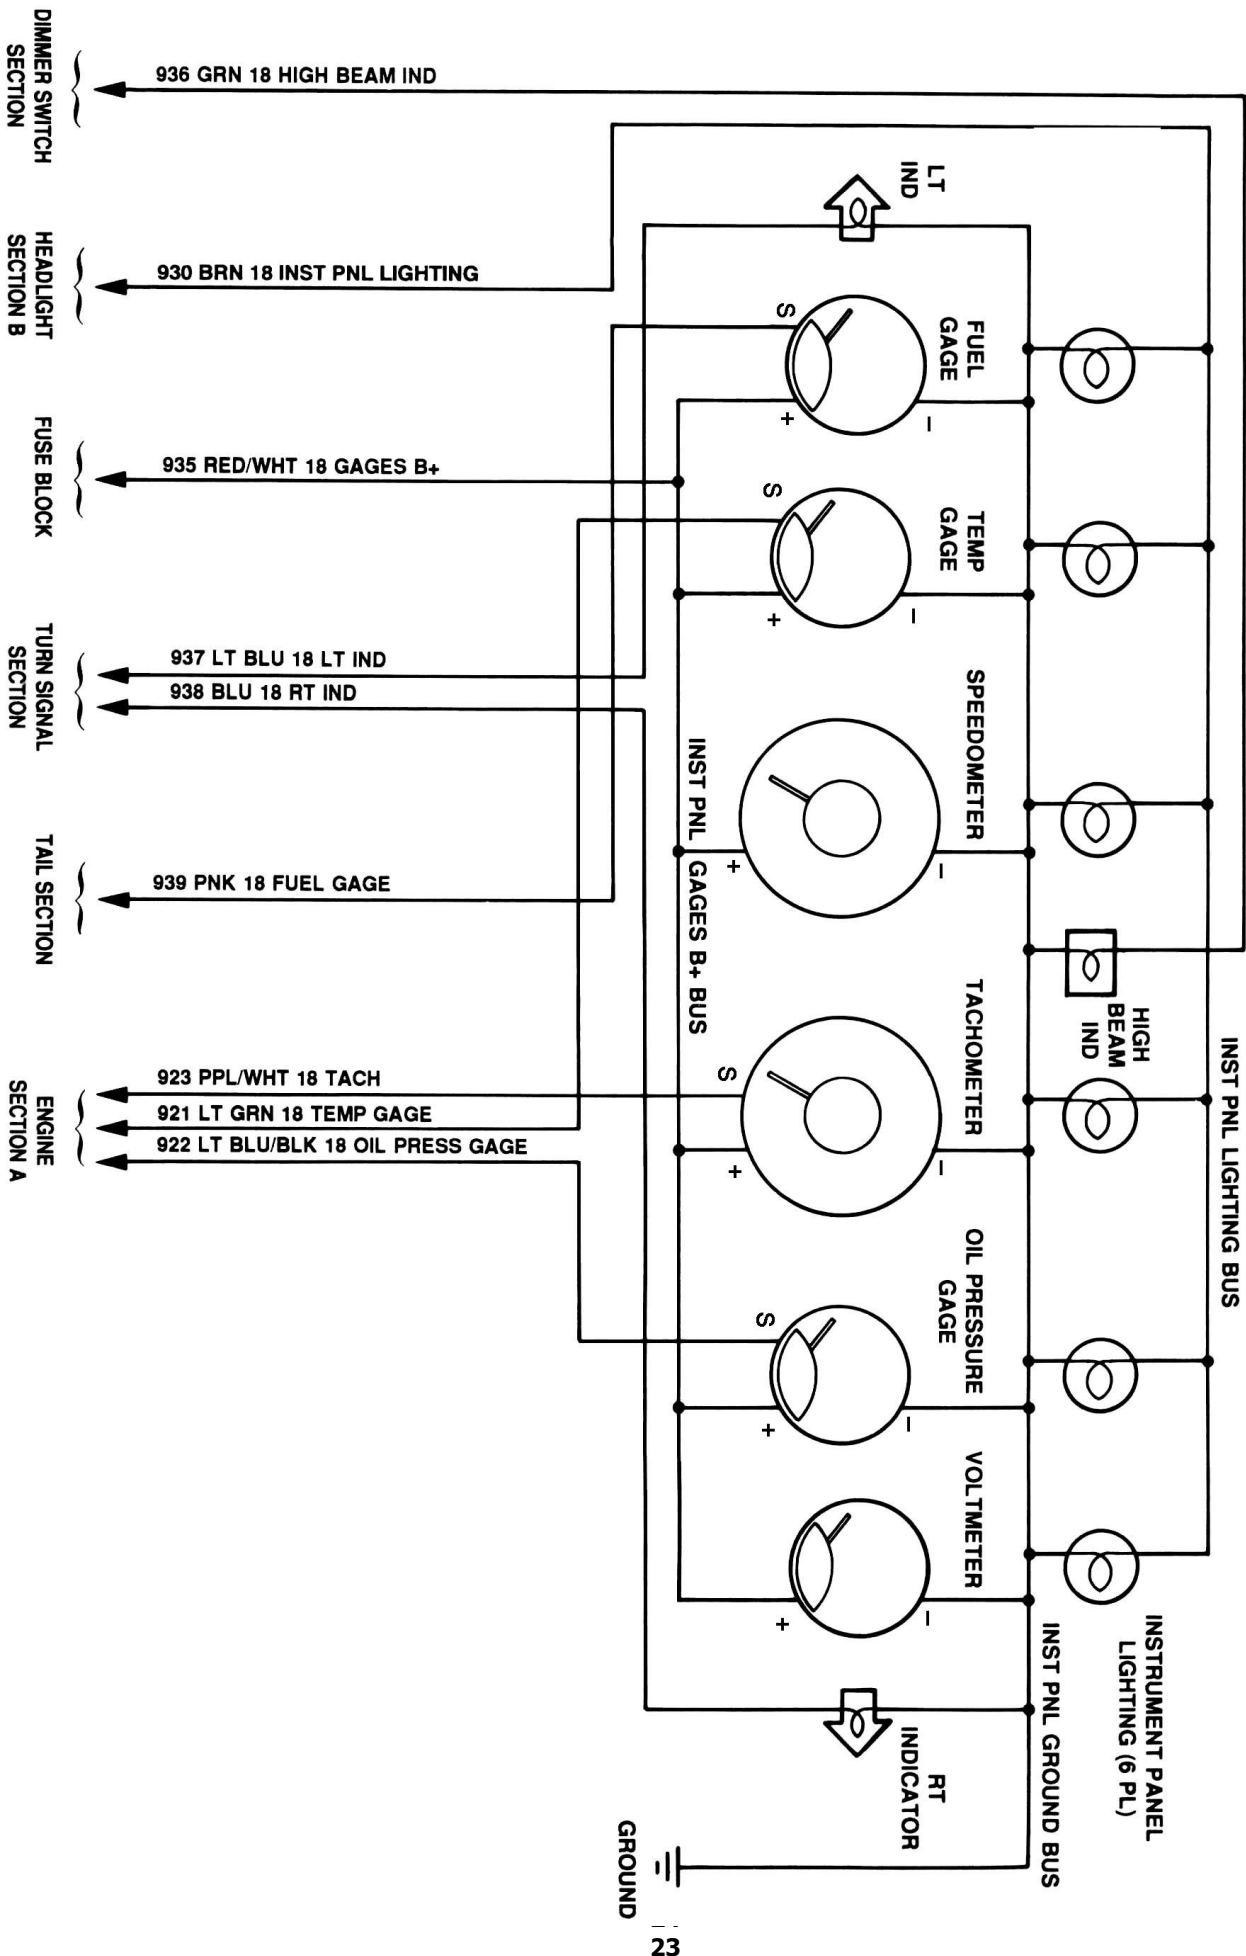 DIMMER SWITCH
SECTION
936 GRN 18 HIGH BEAM IND
HEADLIGHT
SECTION B
930 BRN 18 INST PNL LIGHTING
FUSE BLOCK
935 RED/WHT 18 GAGES B+
TURN SIGNAL
SECTION
937 LT BLU 18 LT IND
938 BLU 18 RT IND
TAIL SECTION
939 PNK 18 FUEL GAGE
ENGINE
SECTION A
923 PPL/WHT 18 TACH
921 LT GRN 18 TEMP GAGE
922 LT BLU/BLK 18 OIL PRESS GAGE
LT
IND
FUEL
GAGE
S
+
−
TEMP
GAGE
S
+
−
SPEEDOMETER
+
−
INST PNL GAGES B+ BUS
HIGH
BEAM
IND
TACHOMETER
S
+
−
INST PNL LIGHTING BUS
OIL PRESSURE
GAGE
S
+
−
VOLTMETER
+
−
INSTRUMENT PANEL
LIGHTING (6 PL)
INST PNL GROUND BUS
RT
INDICATOR
GROUND
23